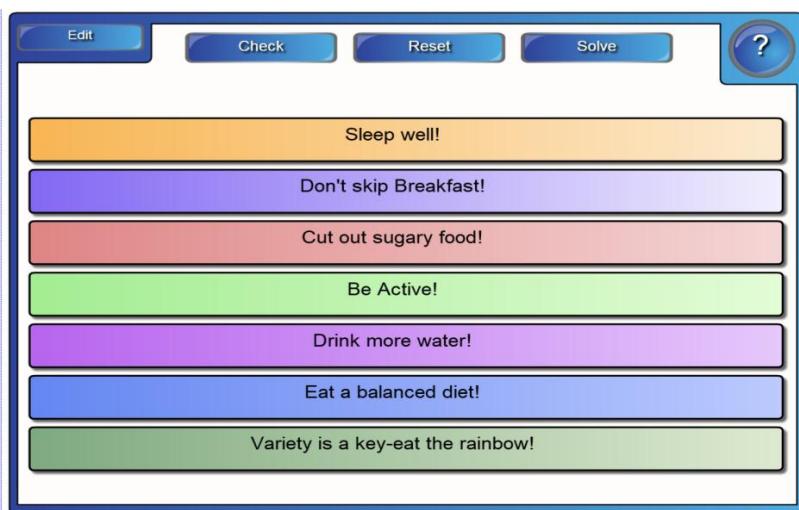 Edit
Check Reset Solve ?
Sleep well!
Don't skip Breakfast!
Cut out sugary food!
Be Active!
Drink more water!
Eat a balanced diet!
Variety is a key-eat the rainbow!